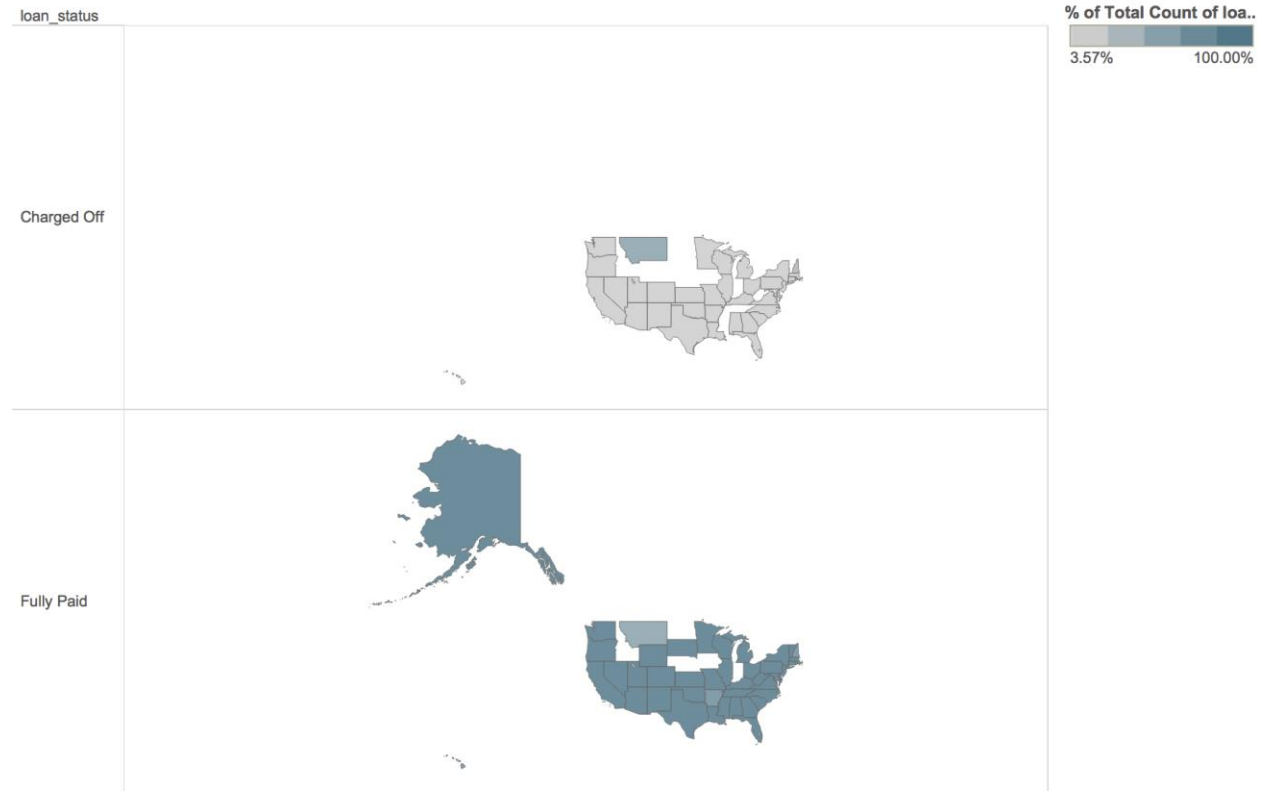 loan_status
% of Total Count of loa..
3.57% 100.00%
Charged Off
Fully Paid